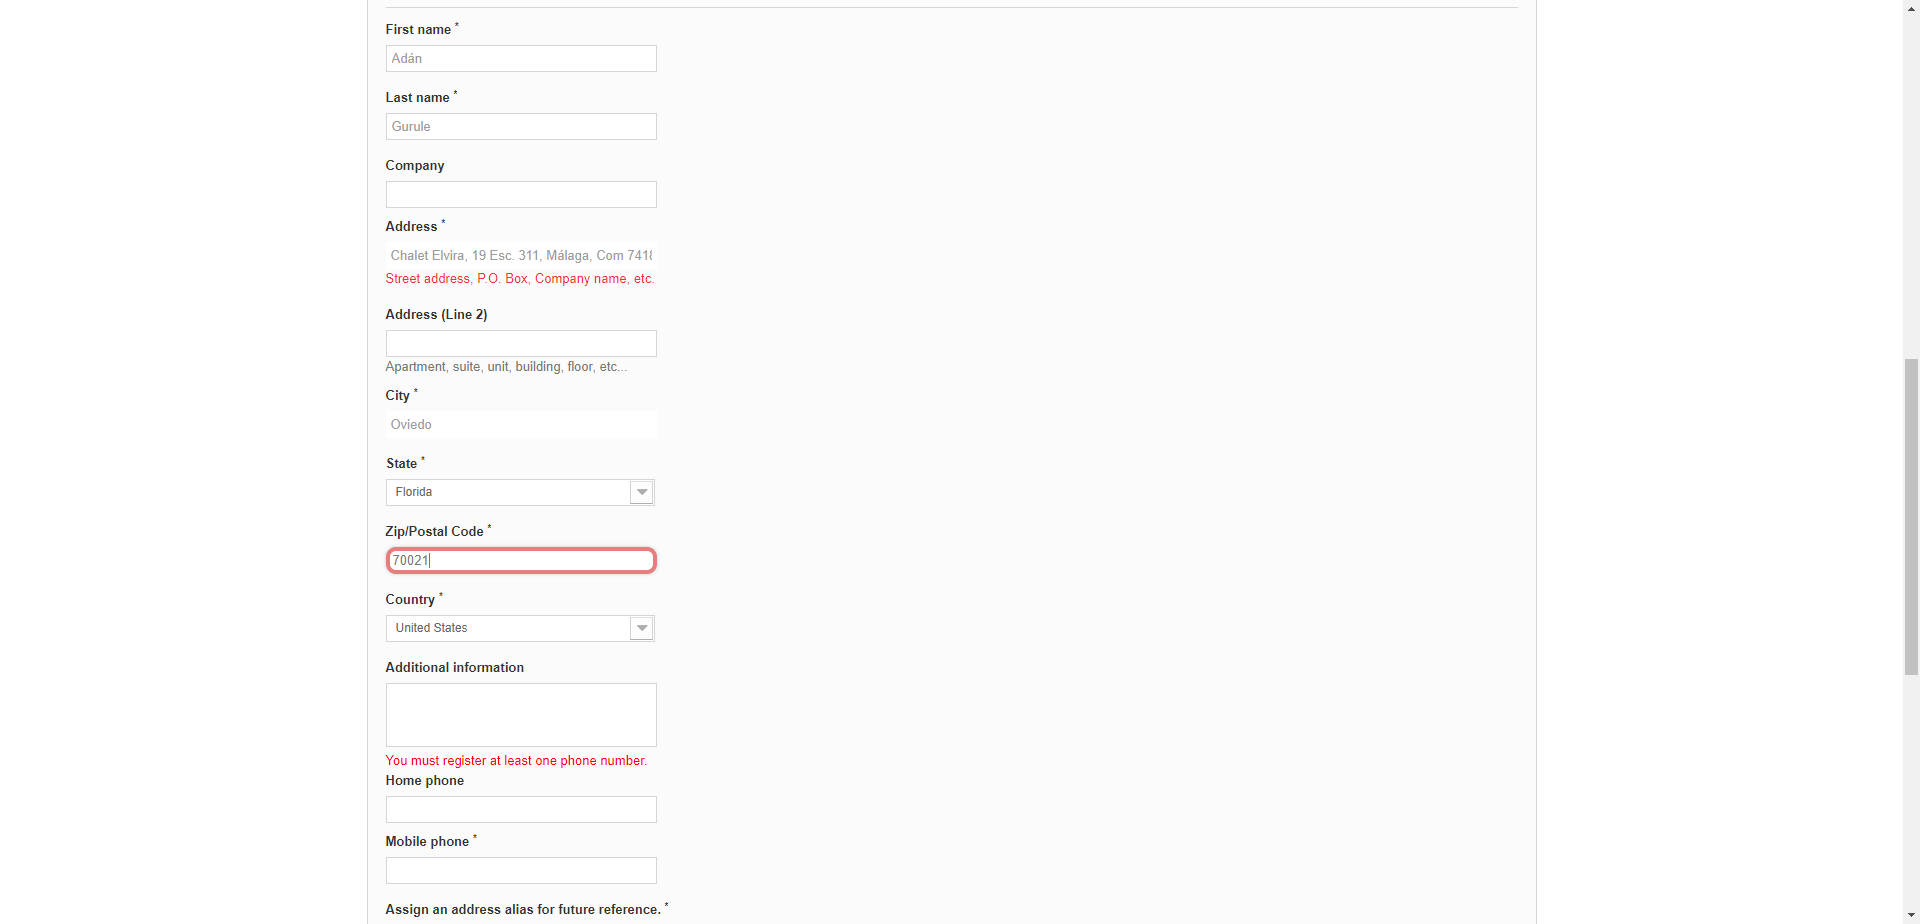 First name *
Adán
Last name *
Gurule
Company
Address *
Chalet Elvira, 19 Esc. 311, Málaga, Com 7418
Street address, P.O. Box, Company name, etc.
Address (Line 2)
Apartment, suite, unit, building, floor, etc...
City *
Oviedo
State *
Florida
Zip/Postal Code *
70021
Country *
United States
Additional information
You must register at least one phone number.
Home phone
Mobile phone *
Assign an address alias for future reference. *